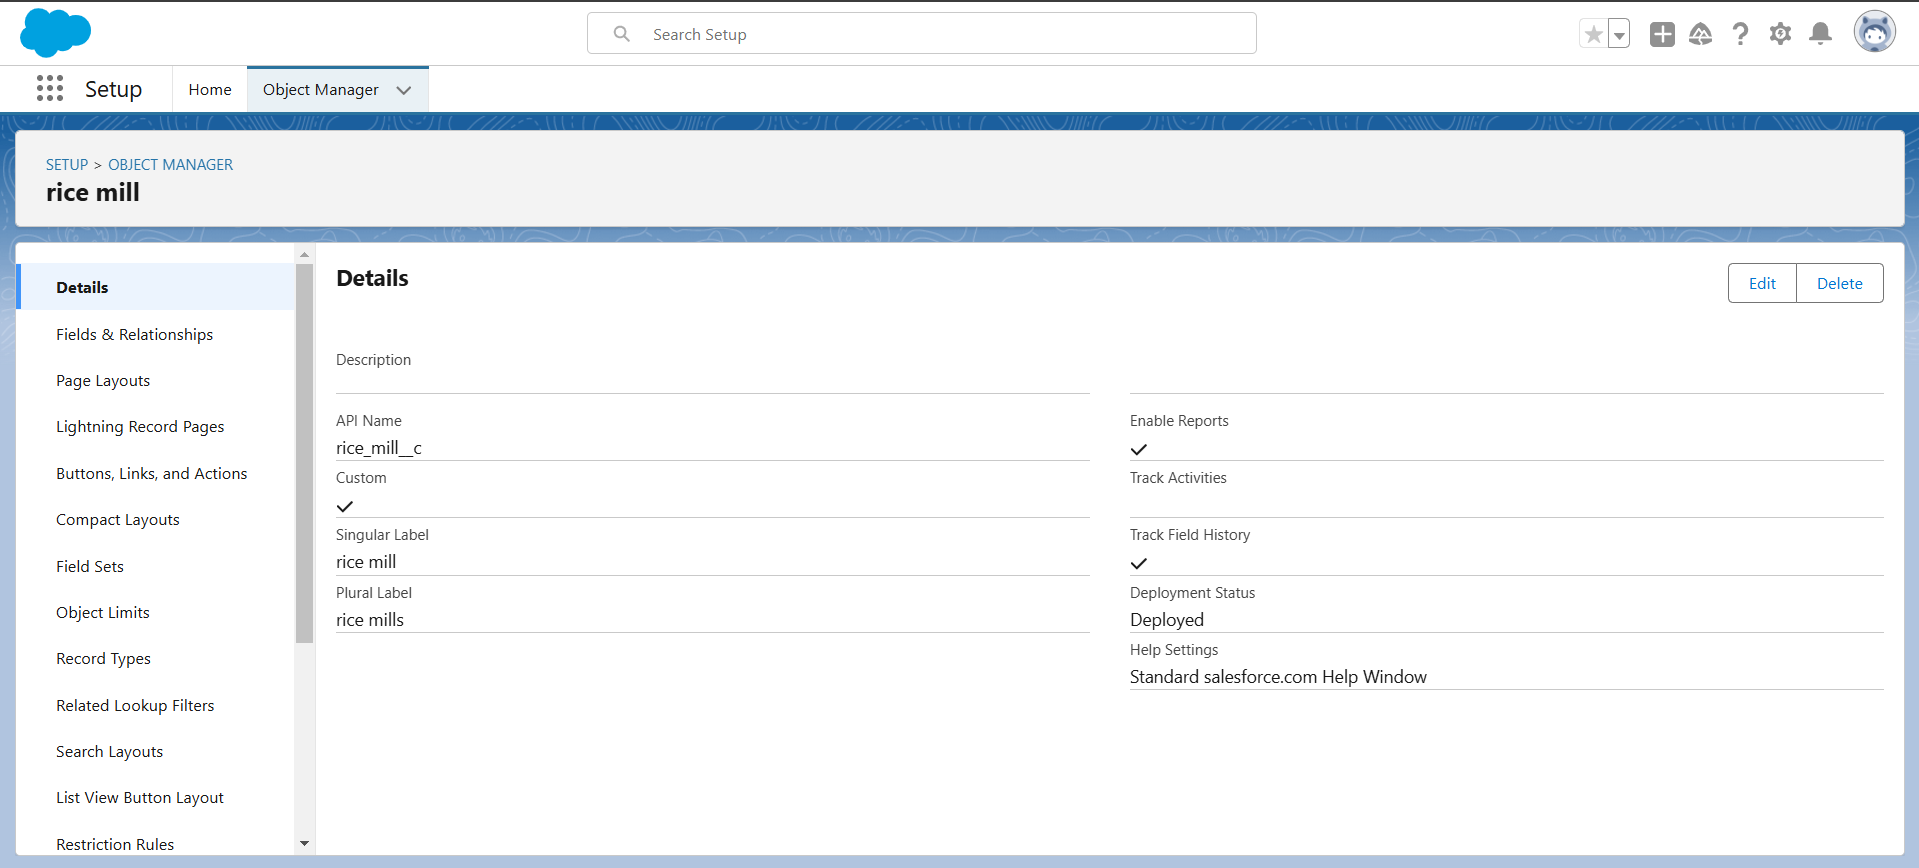 Search Setup
Setup
Home
Object Manager
SETUP > OBJECT MANAGER
rice mill
Details
Fields & Relationships
Page Layouts
Lightning Record Pages
Buttons, Links, and Actions
Compact Layouts
Field Sets
Object Limits
Record Types
Related Lookup Filters
Search Layouts
List View Button Layout
Restriction Rules
Details
Edit
Delete
Description
API Name
rice_mill__c
Custom
Singular Label
rice mill
Plural Label
rice mills
Enable Reports
Track Activities
Track Field History
Deployment Status
Deployed
Help Settings
Standard salesforce.com Help Window